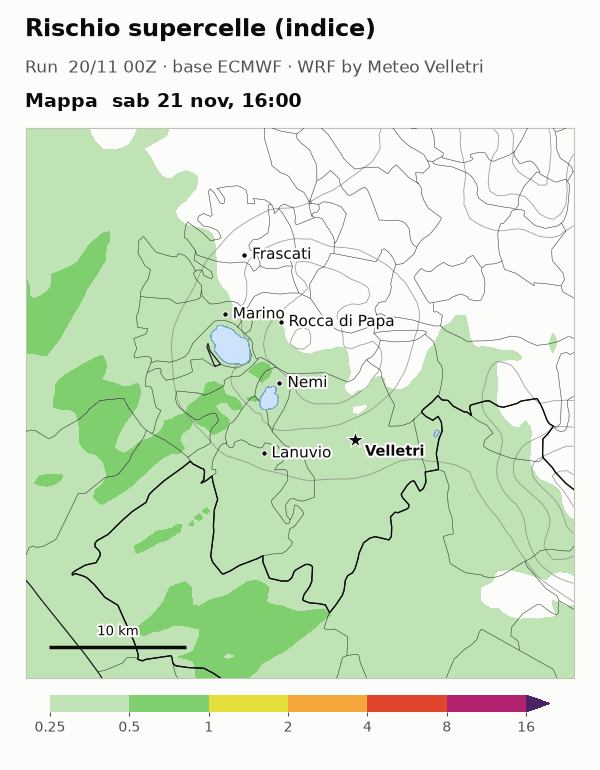 Rischio supercelle (indice)
Run  20/11 00Z · base ECMWF · WRF by Meteo Velletri
Mappa  sab 21 nov, 16:00
Frascati
Marino
Rocca di Papa
Nemi
Velletri
Lanuvio
10 km
0.25 0.5 1 2 4 8 16